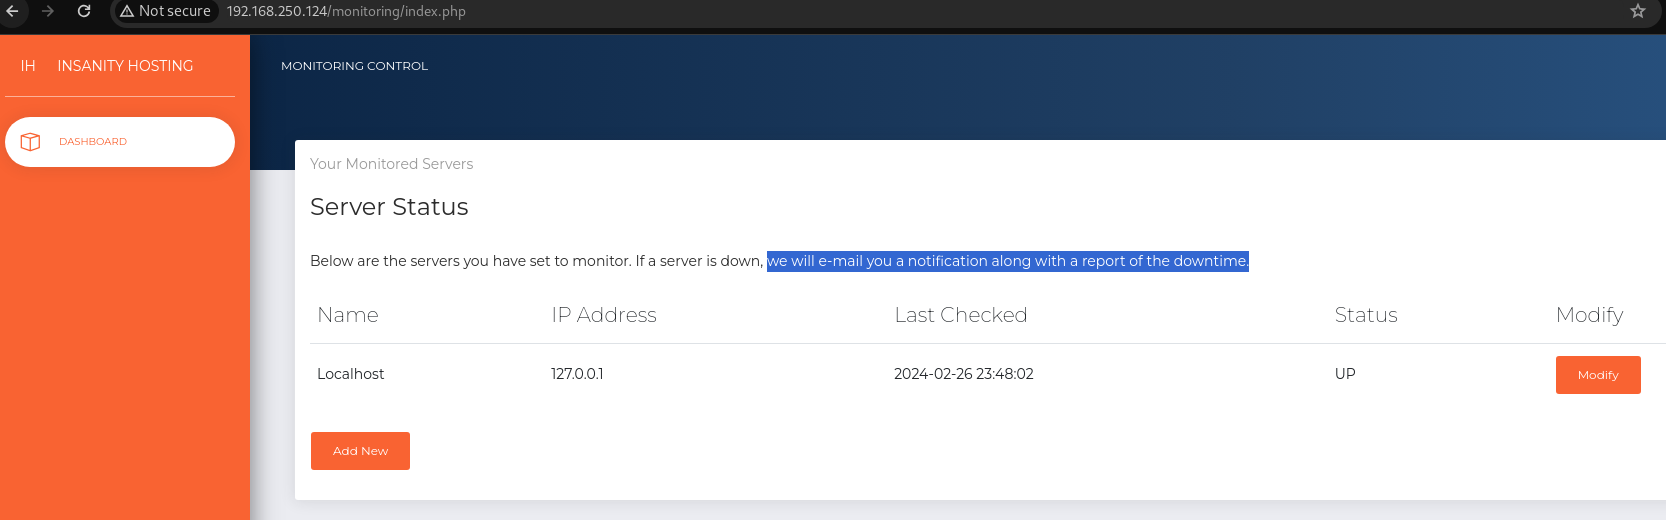 Not secure 192.168.250.124/monitoring/index.php
IH INSANITY HOSTING
MONITORING CONTROL
DASHBOARD
Your Monitored Servers
Server Status
Below are the servers you have set to monitor. If a server is down, we will e-mail you a notification along with a report of the downtime.
Name IP Address Last Checked Status Modify
Localhost 127.0.0.1 2024-02-26 23:48:02 UP Modify
Add New